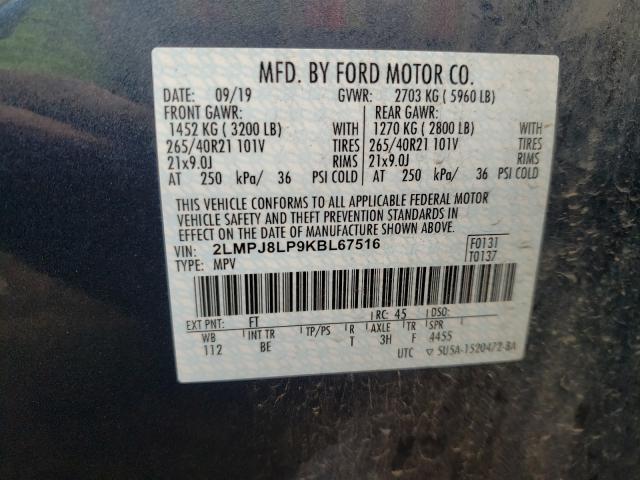 MFD. BY FORD MOTOR CO.
DATE: 09/19 GVWR: 2703 KG ( 5960 LB)
FRONT GAWR: REAR GAWR:
1452 KG ( 3200 LB) WITH 1270 KG ( 2800 LB) WITH
265/40R21 101V TIRES 265/40R21 101V TIRES
21x9.0J RIMS 21x9.0J RIMS
AT 250 kPa/ 36 PSI COLD AT 250 kPa/ 36 PSI COLD
THIS VEHICLE CONFORMS TO ALL APPLICABLE FEDERAL MOTOR
VEHICLE SAFETY AND THEFT PREVENTION STANDARDS IN
EFFECT ON THE DATE OF MANUFACTURE SHOWN ABOVE.
VIN: 2LMPJ8LP9KBL67516 F0131
TYPE: MPV T0137
EXT PNT: FT RC: 45 DSO:
WB INT TR TP/PS R AXLE TR SPR
112 BE T 3H F 4455
UTC ▽ 5U5A-1520472-BA